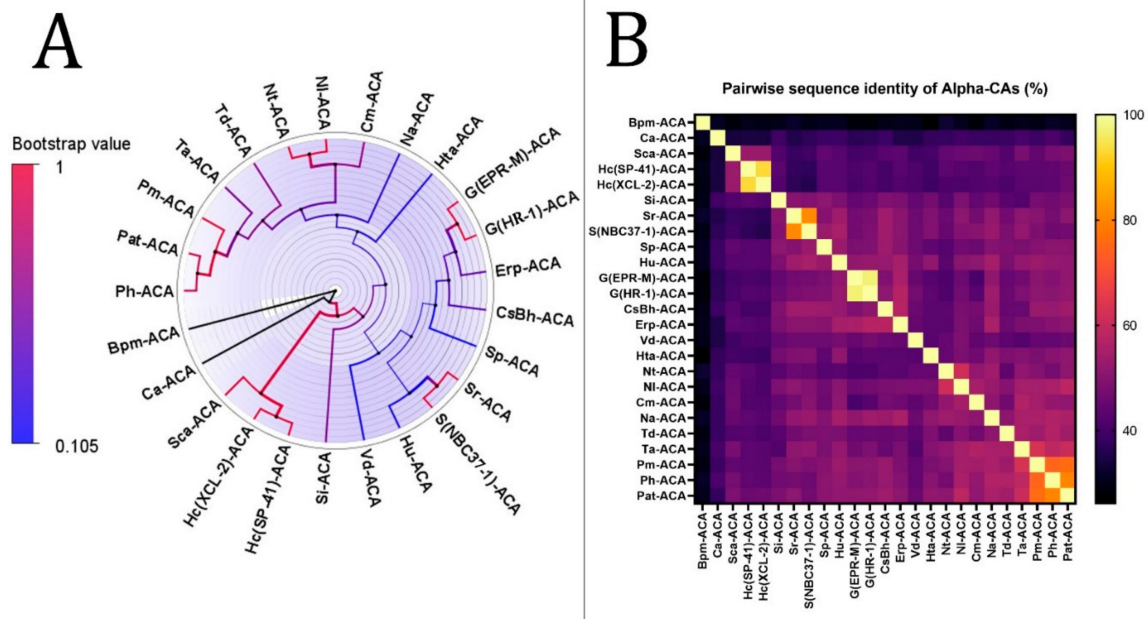 A
Bootstrap value
1
0.105
Nt-ACA
Nl-ACA
Cm-ACA
Na-ACA
Hta-ACA
G(EPR-M)-ACA
G(HR-1)-ACA
Erp-ACA
CsBh-ACA
Sp-ACA
Sr-ACA
S(NBC37-1)-ACA
Hu-ACA
Vd-ACA
Si-ACA
Hc(SP-41)-ACA
Hc(XCL-2)-ACA
Sca-ACA
Ca-ACA
Bpm-ACA
Ph-ACA
Pat-ACA
Pm-ACA
Ta-ACA
Td-ACA
B
Pairwise sequence identity of Alpha-CAs (%)
Bpm-ACA
Ca-ACA
Sca-ACA
Hc(SP-41)-ACA
Hc(XCL-2)-ACA
Si-ACA
Sr-ACA
S(NBC37-1)-ACA
Sp-ACA
Hu-ACA
G(EPR-M)-ACA
G(HR-1)-ACA
CsBh-ACA
Erp-ACA
Vd-ACA
Hta-ACA
Nt-ACA
Nl-ACA
Cm-ACA
Na-ACA
Td-ACA
Ta-ACA
Pm-ACA
Ph-ACA
Pat-ACA
Bpm-ACA
Ca-ACA
Sca-ACA
Hc(SP-41)-ACA
Hc(XCL-2)-ACA
Si-ACA
Sr-ACA
S(NBC37-1)-ACA
Sp-ACA
Hu-ACA
G(EPR-M)-ACA
G(HR-1)-ACA
CsBh-ACA
Erp-ACA
Vd-ACA
Hta-ACA
Nt-ACA
Nl-ACA
Cm-ACA
Na-ACA
Td-ACA
Ta-ACA
Pm-ACA
Ph-ACA
Pat-ACA
100
80
60
40